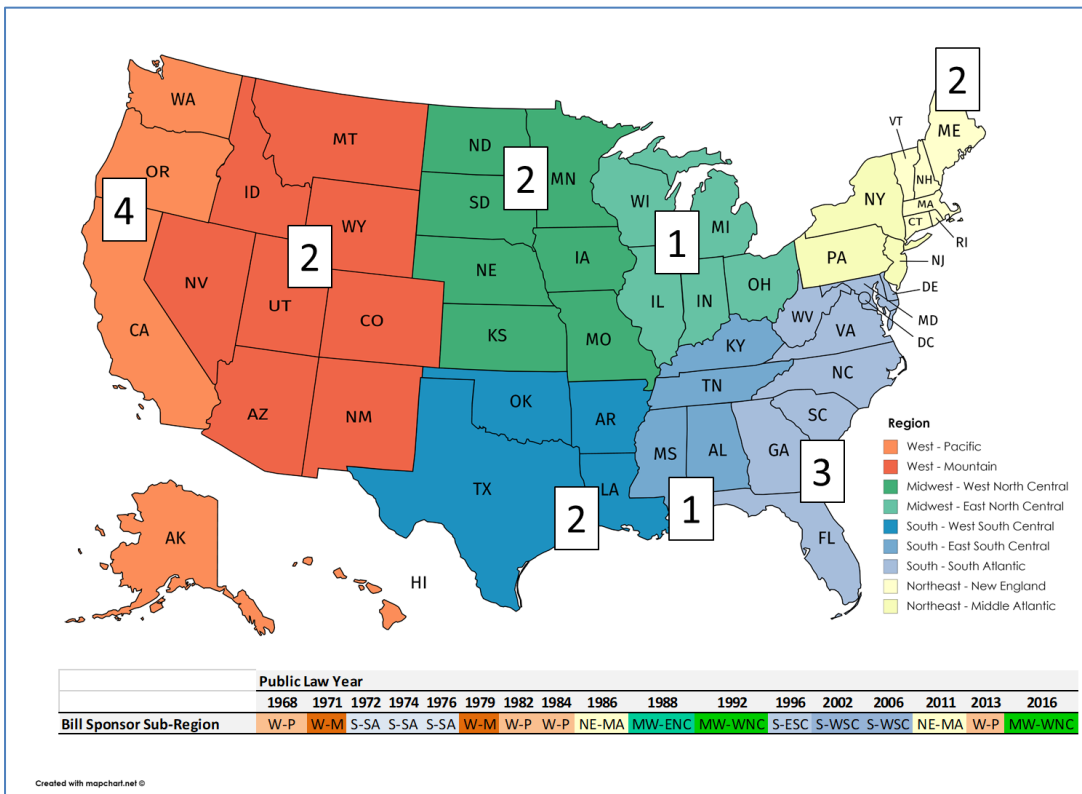 2
VT
ME
WA
MT
ND
MN
OR
ID
SD
WI
MI
NY
NH
MA
CT
RI
4
2
2
1
WY
NE
IA
PA
NJ
NV
UT
CO
IL
IN
OH
DE
CA
KS
MO
WV
VA
MD
DC
KY
AZ
NM
OK
AR
TN
NC
SC
MS
AL
GA
TX
LA
3
2
1
FL
AK
HI
Region
West - Pacific
West - Mountain
Midwest - West North Central
Midwest - East North Central
South - West South Central
South - East South Central
South - South Atlantic
Northeast - New England
Northeast - Middle Atlantic
Public Law Year
1968 1971 1972 1974 1976 1979 1982 1984 1986 1988 1992 1996 2002 2006 2011 2013 2016
Bill Sponsor Sub-Region W-P W-M S-SA S-SA S-SA W-M W-P W-P NE-MA MW-ENC MW-WNC S-ESC S-WSC S-WSC NE-MA W-P MW-WNC
Created with mapchart.net ©